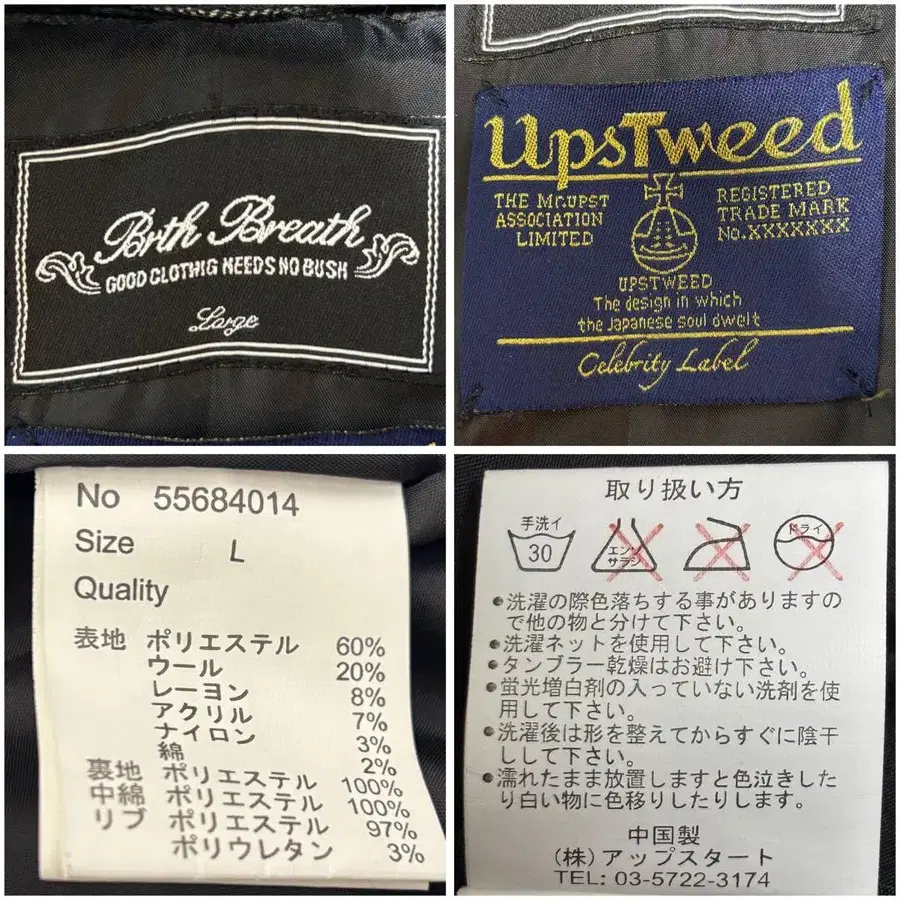 Brth Breath
GOOD CLOTHIG NEEDS NO BUSH
Large
UpsTweed
THE Mr.UPST
ASSOCIATION
LIMITED
REGISTERED
TRADE MARK
No.XXXXXXX
UPSTWEED
The design in which
the Japanese soul dwelt
Celebrity Label
No 55684014
Size L
Quality
表地 ポリエステル 60%
ウール 20%
レーヨン 8%
アクリル 7%
ナイロン 3%
綿 2%
裏地 ポリエステル 100%
中綿 ポリエステル 100%
リブ ポリエステル 97%
ポリウレタン 3%
取り扱い方
手洗イ
30
エンソ
サラシ
ドライ
●洗濯の際色落ちする事がありますの
で他の物と分けて下さい。
●洗濯ネットを使用して下さい。
●タンブラー乾燥はお避け下さい。
●蛍光増白剤の入っていない洗剤を使
用して下さい。
●洗濯後は形を整えてからすぐに陰干
しして下さい。
●濡れたまま放置しますと色泣きした
り白い物に色移りしたりします。
中国製
(株)アップスタート
TEL: 03-5722-3174